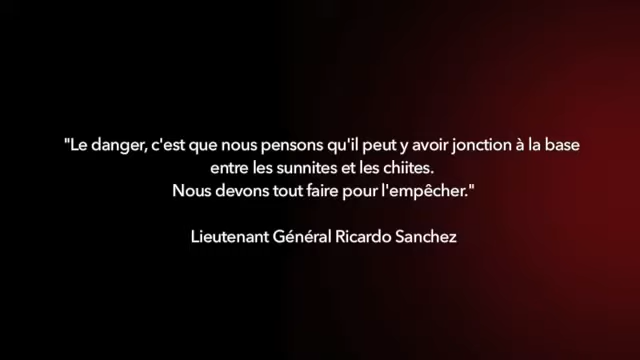 "Le danger, c'est que nous pensons qu'il peut y avoir jonction à la base
entre les sunnites et les chiites.
Nous devons tout faire pour l'empêcher."
Lieutenant Général Ricardo Sanchez